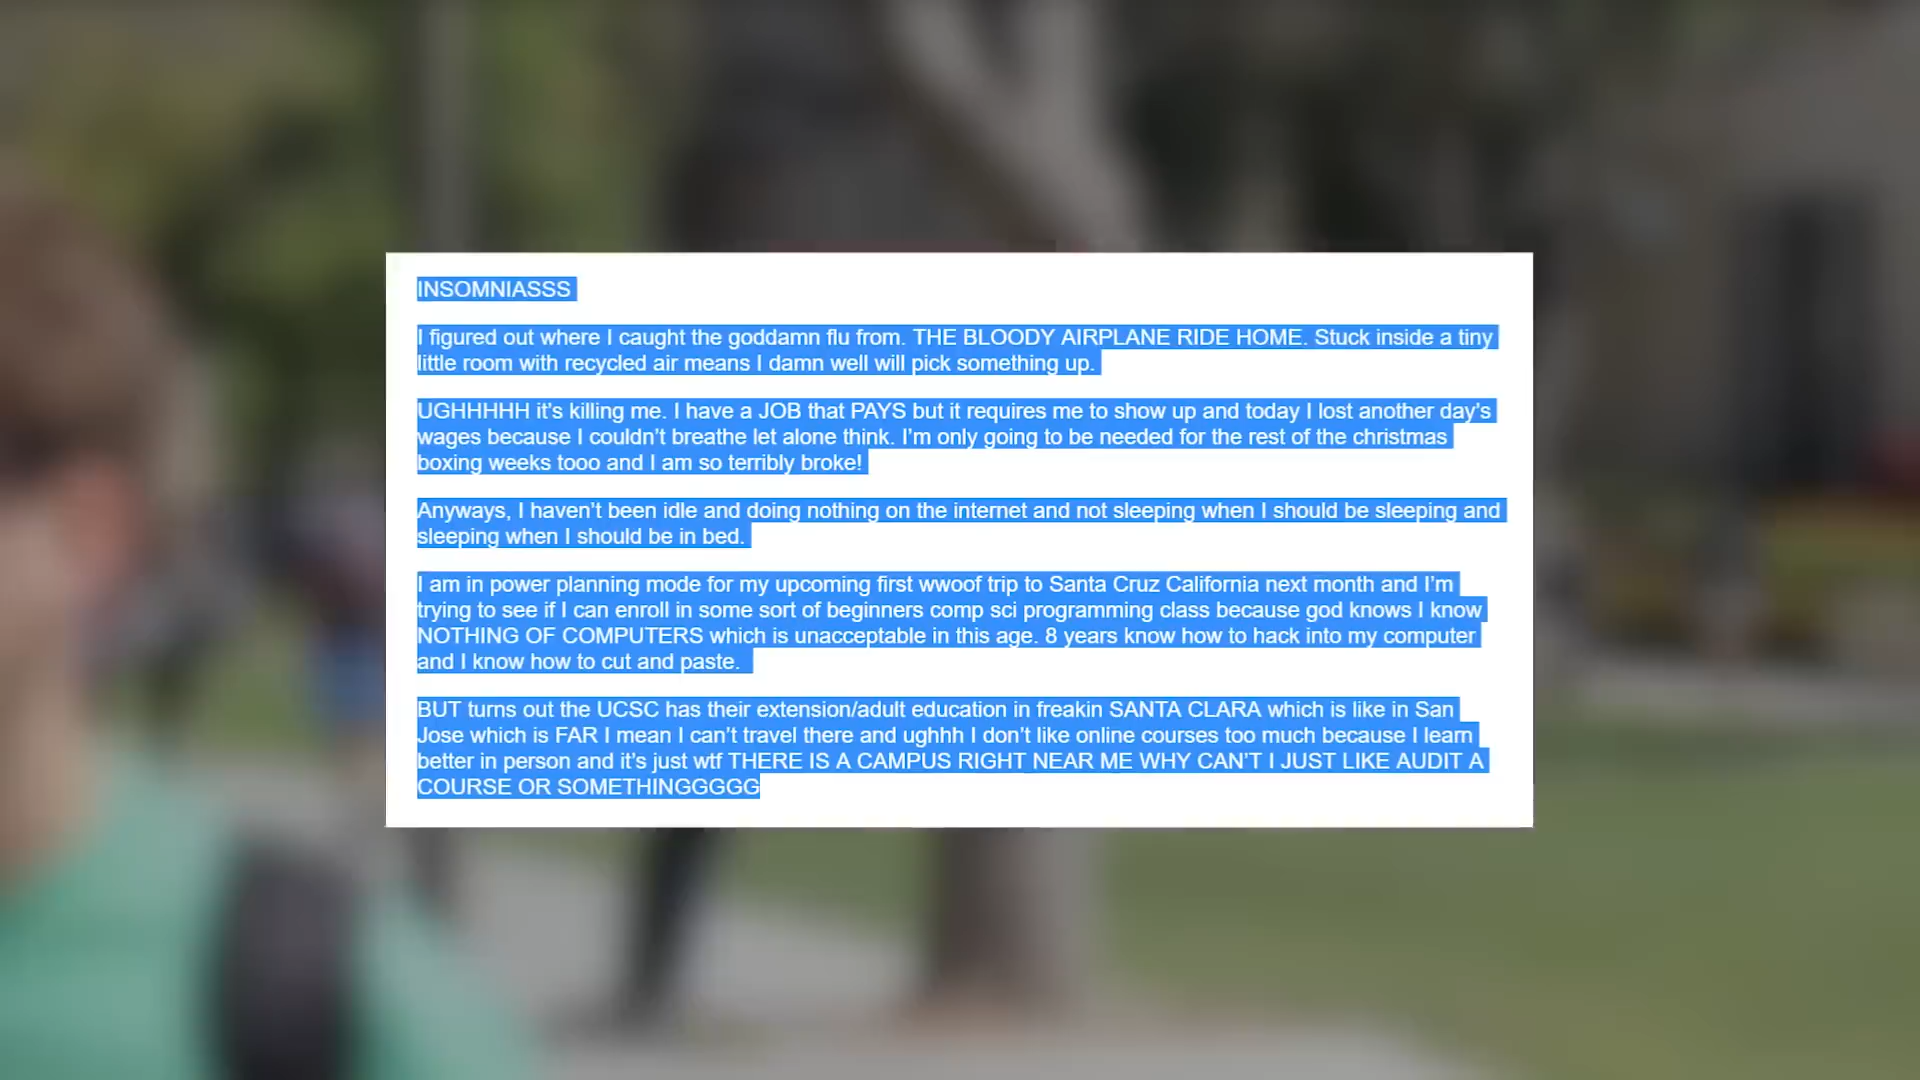 INSOMNIASSS
I figured out where I caught the goddamn flu from. THE BLOODY AIRPLANE RIDE HOME. Stuck inside a tiny
little room with recycled air means I damn well will pick something up.
UGHHHHH it’s killing me. I have a JOB that PAYS but it requires me to show up and today I lost another day’s
wages because I couldn’t breathe let alone think. I’m only going to be needed for the rest of the christmas
boxing weeks tooo and I am so terribly broke!
Anyways, I haven’t been idle and doing nothing on the internet and not sleeping when I should be sleeping and
sleeping when I should be in bed.
I am in power planning mode for my upcoming first wwoof trip to Santa Cruz California next month and I’m
trying to see if I can enroll in some sort of beginners comp sci programming class because god knows I know
NOTHING OF COMPUTERS which is unacceptable in this age. 8 years know how to hack into my computer
and I know how to cut and paste.
BUT turns out the UCSC has their extension/adult education in freakin SANTA CLARA which is like in San
Jose which is FAR I mean I can’t travel there and ughhh I don’t like online courses too much because I learn
better in person and it’s just wtf THERE IS A CAMPUS RIGHT NEAR ME WHY CAN’T I JUST LIKE AUDIT A
COURSE OR SOMETHINGGGGG